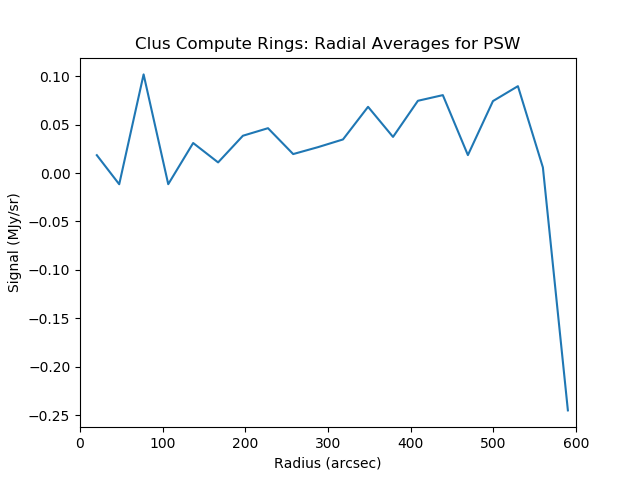 Clus Compute Rings: Radial Averages for PSW
0.10
0.05
0.00
−0.05
−0.10
−0.15
−0.20
−0.25
Signal (MJy/sr)
0 100 200 300 400 500 600
Radius (arcsec)